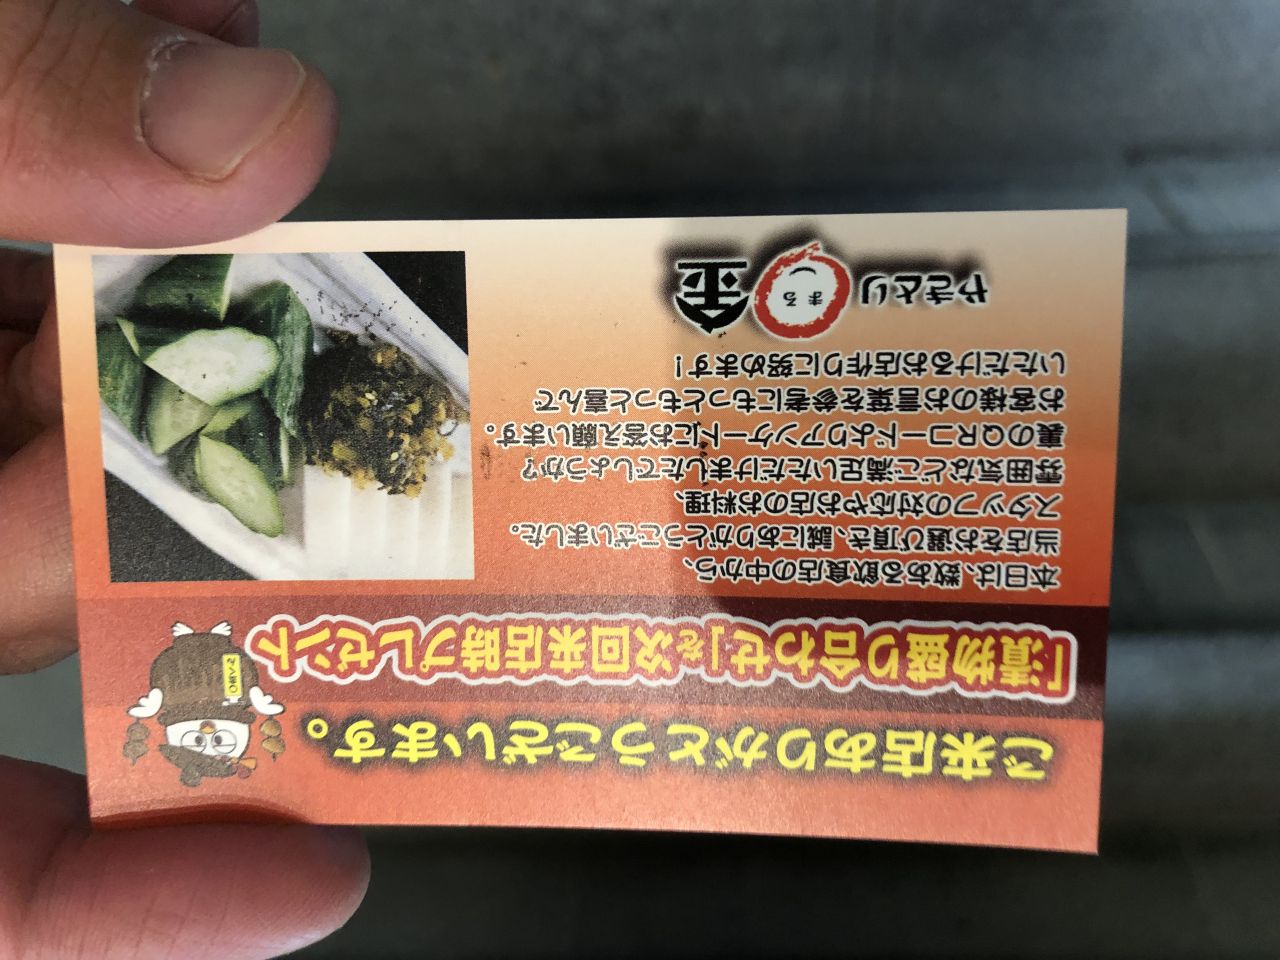 ご来店ありがとうございます。
「漬物盛り合わせ」を次回来店時プレゼント
本日は、数ある飲食店の中から、
当店をお選び頂き、誠にありがとうございました。
スタッフの対応やお店のお料理、
雰囲気などご満足いただけましたでしょうか？
裏のQRコードよりアンケートにお答え願います。
お客様のお言葉を参考にもっともっと喜んで
いただけるお店作りに努めます！
やきとり まる 金